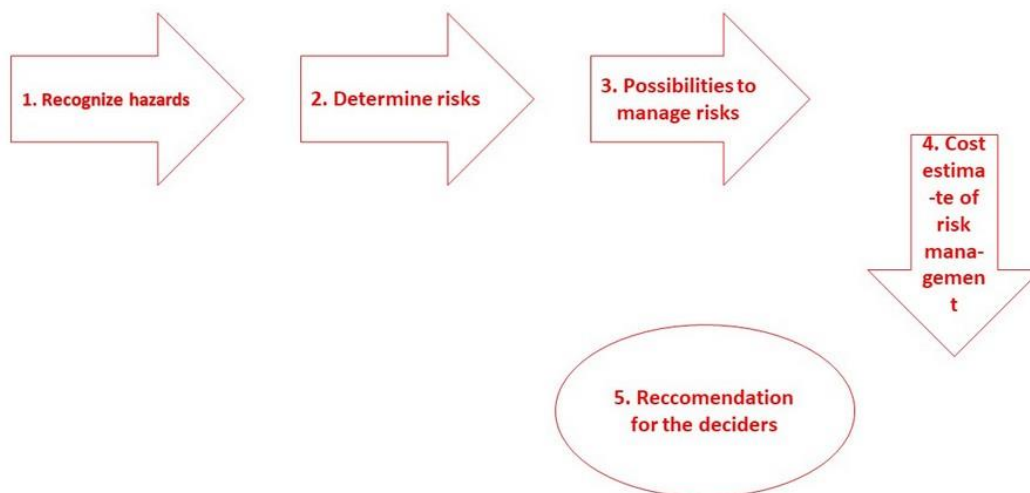 1. Recognize hazards
2. Determine risks
3. Possibilities to
manage risks
4. Cost
estima
-te of
risk
mana-
gemen
t
5. Reccomendation
for the deciders